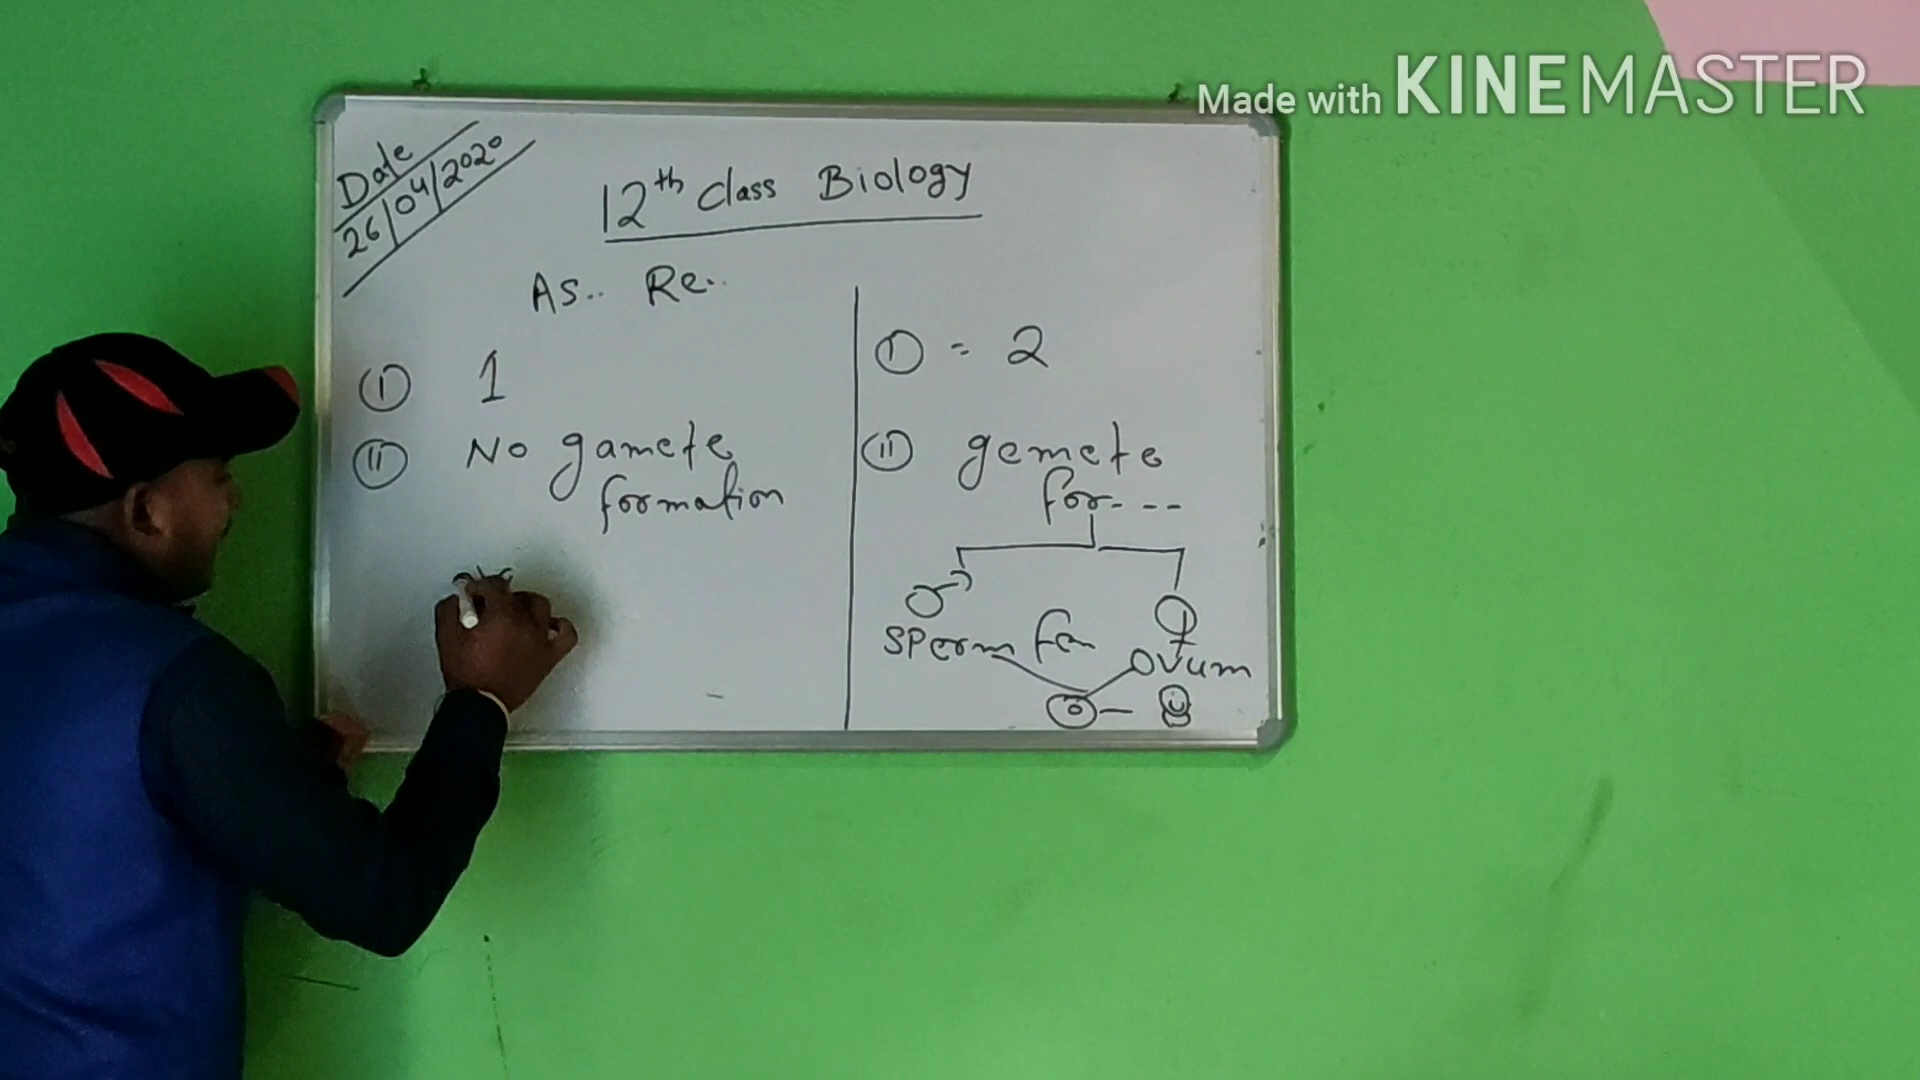 Made with KINEMASTER
Date
26/04/2020
12th Class Biology
As.. Re..
I 1
II No gamete
formation
I = 2
II gemete
for---
♂ ♀
sperm
ovum